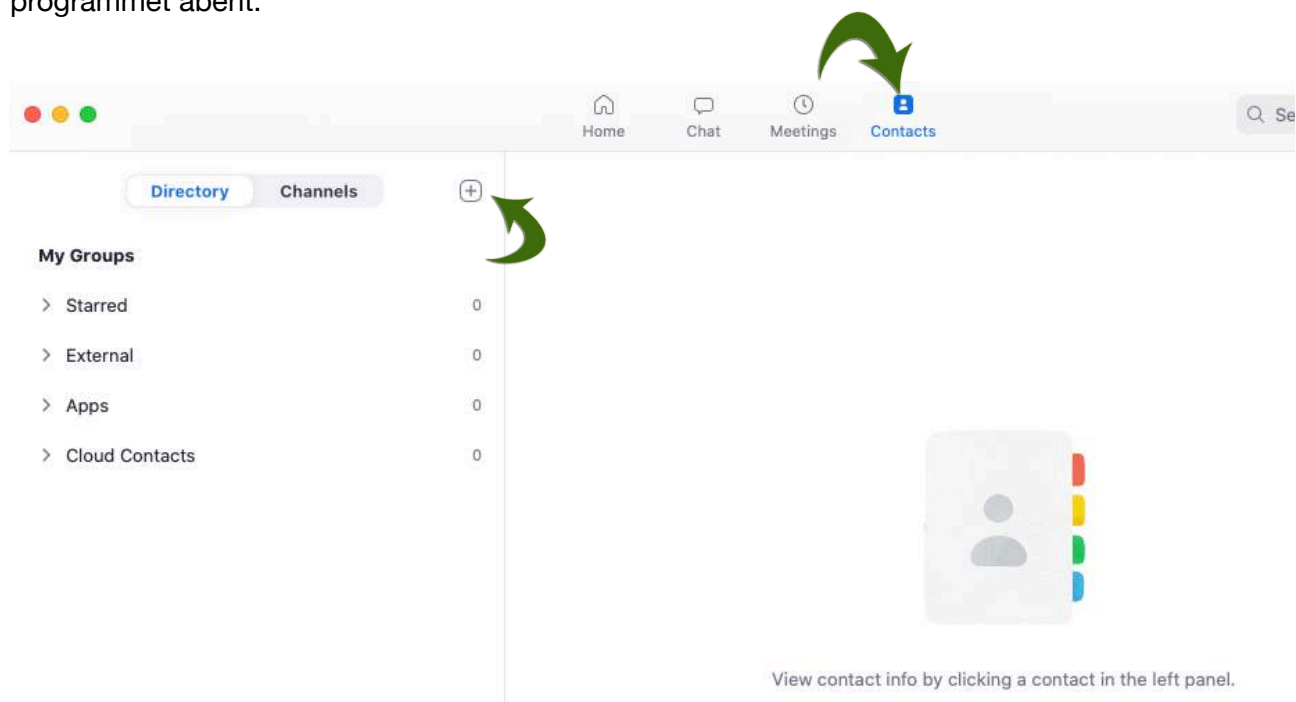 programmet åbent.
Home Chat Meetings Contacts
Se
Directory Channels
My Groups
Starred 0
External 0
Apps 0
Cloud Contacts 0
View contact info by clicking a contact in the left panel.